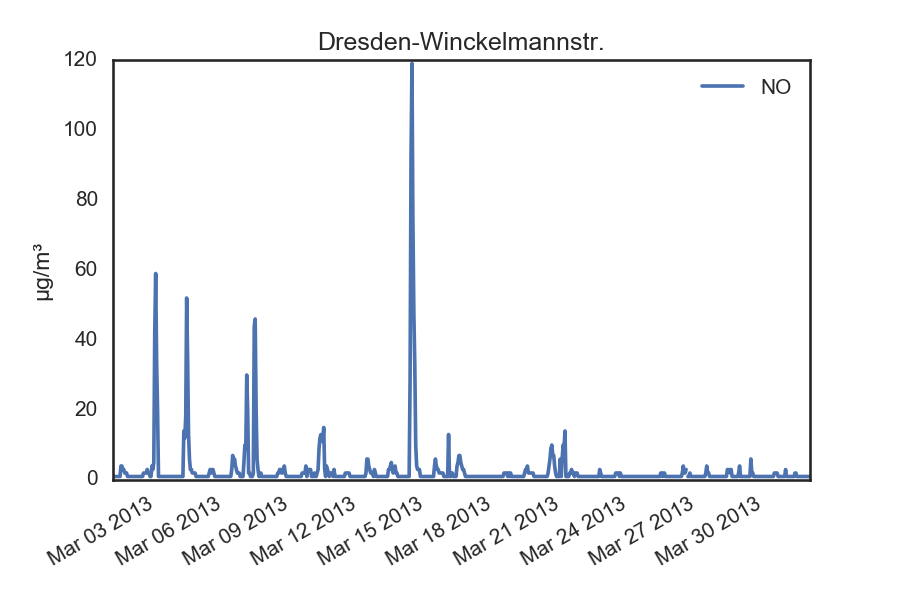 Dresden-Winckelmannstr.
NO
µg/m³
120
100
80
60
40
20
0
Mar 03 2013
Mar 06 2013
Mar 09 2013
Mar 12 2013
Mar 15 2013
Mar 18 2013
Mar 21 2013
Mar 24 2013
Mar 27 2013
Mar 30 2013